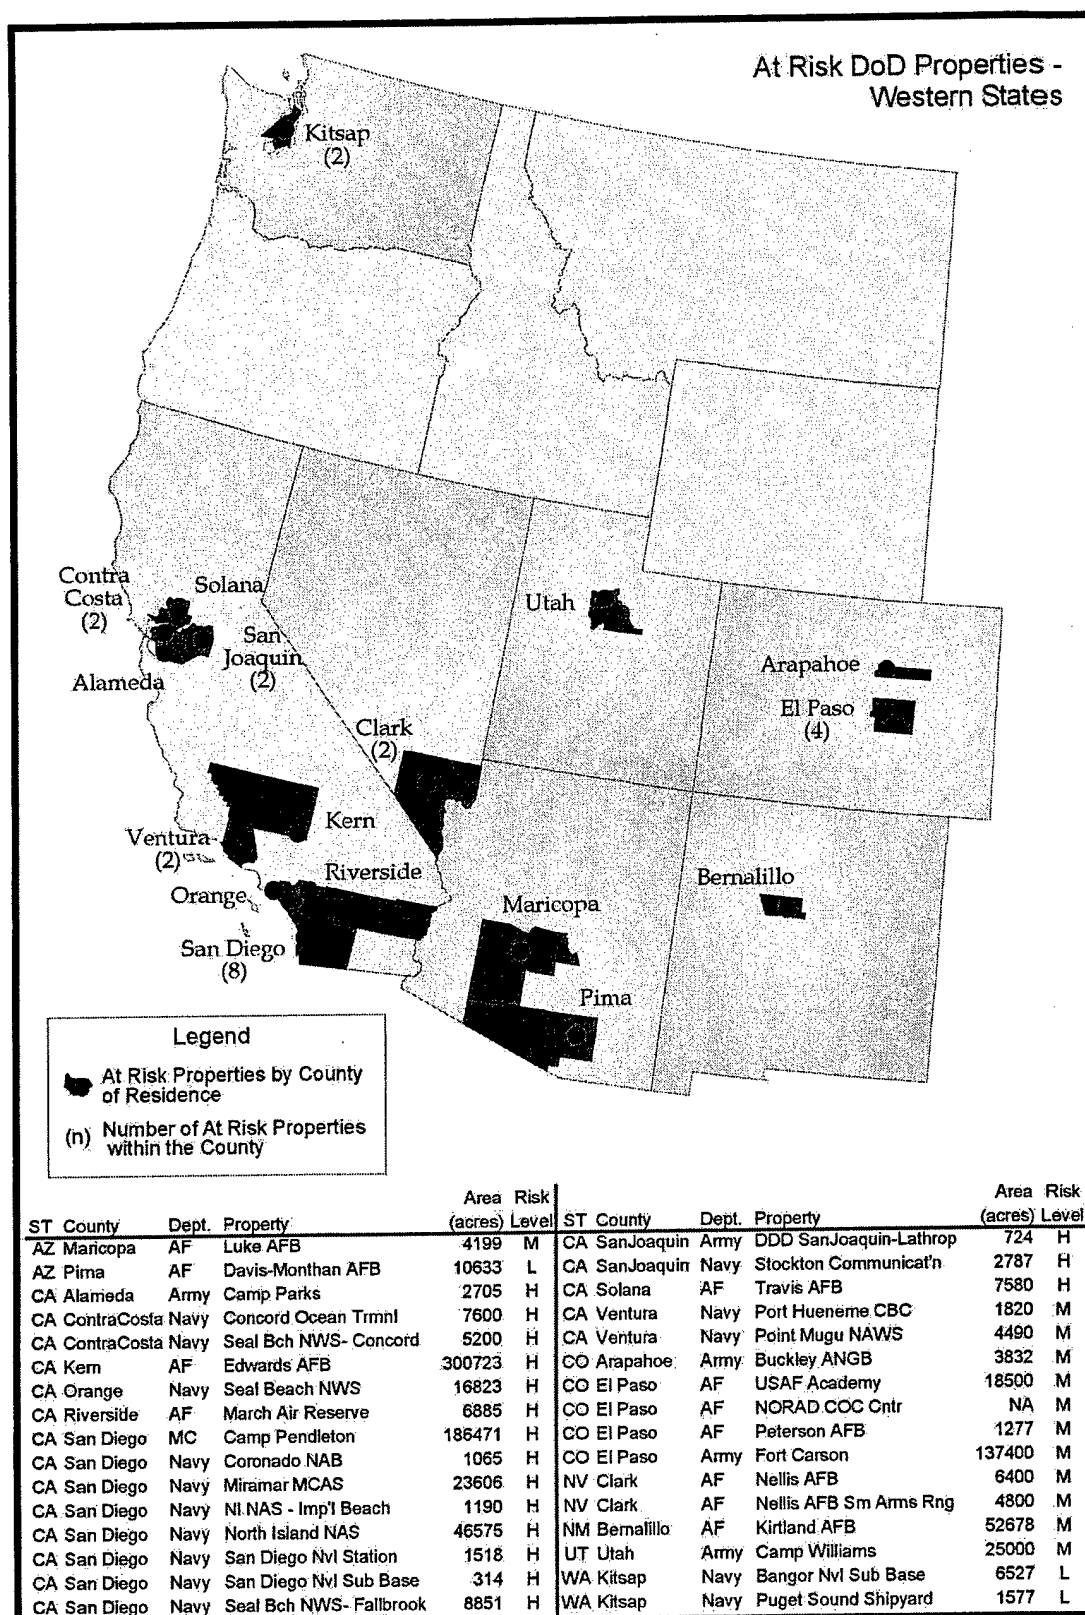 At Risk DoD Properties -
Western States
Kitsap
(2)
Contra
Costa
(2)
Solana
San
Joaquin
(2)
Alameda
Utah
Arapahoe
El Paso
(4)
Clark
(2)
Kern
Ventura
(2)
Riverside
Orange
San Diego
(8)
Bernalillo
Maricopa
Pima
Legend
At Risk Properties by County
of Residence
(n) Number of At Risk Properties
within the County
ST County Dept. Property Area (acres) Risk Level
AZ Maricopa AF Luke AFB 4199 M
AZ Pima AF Davis-Monthan AFB 10633 L
CA Alameda Army Camp Parks 2705 H
CA ContraCosta Navy Concord Ocean Trmnl 7600 H
CA ContraCosta Navy Seal Bch NWS- Concord 5200 H
CA Kern AF Edwards AFB 300723 H
CA Orange Navy Seal Beach NWS 16823 H
CA Riverside AF March Air Reserve 6885 H
CA San Diego MC Camp Pendleton 186471 H
CA San Diego Navy Coronado NAB 1065 H
CA San Diego Navy Miramar MCAS 23606 H
CA San Diego Navy NI NAS - Imp'l Beach 1190 H
CA San Diego Navy North Island NAS 46575 H
CA San Diego Navy San Diego Nvl Station 1518 H
CA San Diego Navy San Diego Nvl Sub Base 314 H
CA San Diego Navy Seal Bch NWS- Fallbrook 8851 H
ST County Dept. Property Area (acres) Risk Level
CA SanJoaquin Army DDD SanJoaquin-Lathrop 724 H
CA SanJoaquin Navy Stockton Communicat'n 2787 H
CA Solana AF Travis AFB 7580 H
CA Ventura Navy Port Hueneme CBC 1820 M
CA Ventura Navy Point Mugu NAWS 4490 M
CO Arapahoe Army Buckley ANGB 3832 M
CO El Paso AF USAF Academy 18500 M
CO El Paso AF NORAD COC Cntr NA M
CO El Paso AF Peterson AFB 1277 M
CO El Paso Army Fort Carson 137400 M
NV Clark AF Nellis AFB 6400 M
NV Clark AF Nellis AFB Sm Arms Rng 4800 M
NM Bernalillo AF Kirtland AFB 52678 M
UT Utah Army Camp Williams 25000 M
WA Kitsap Navy Bangor Nvl Sub Base 6527 L
WA Kitsap Navy Puget Sound Shipyard 1577 L